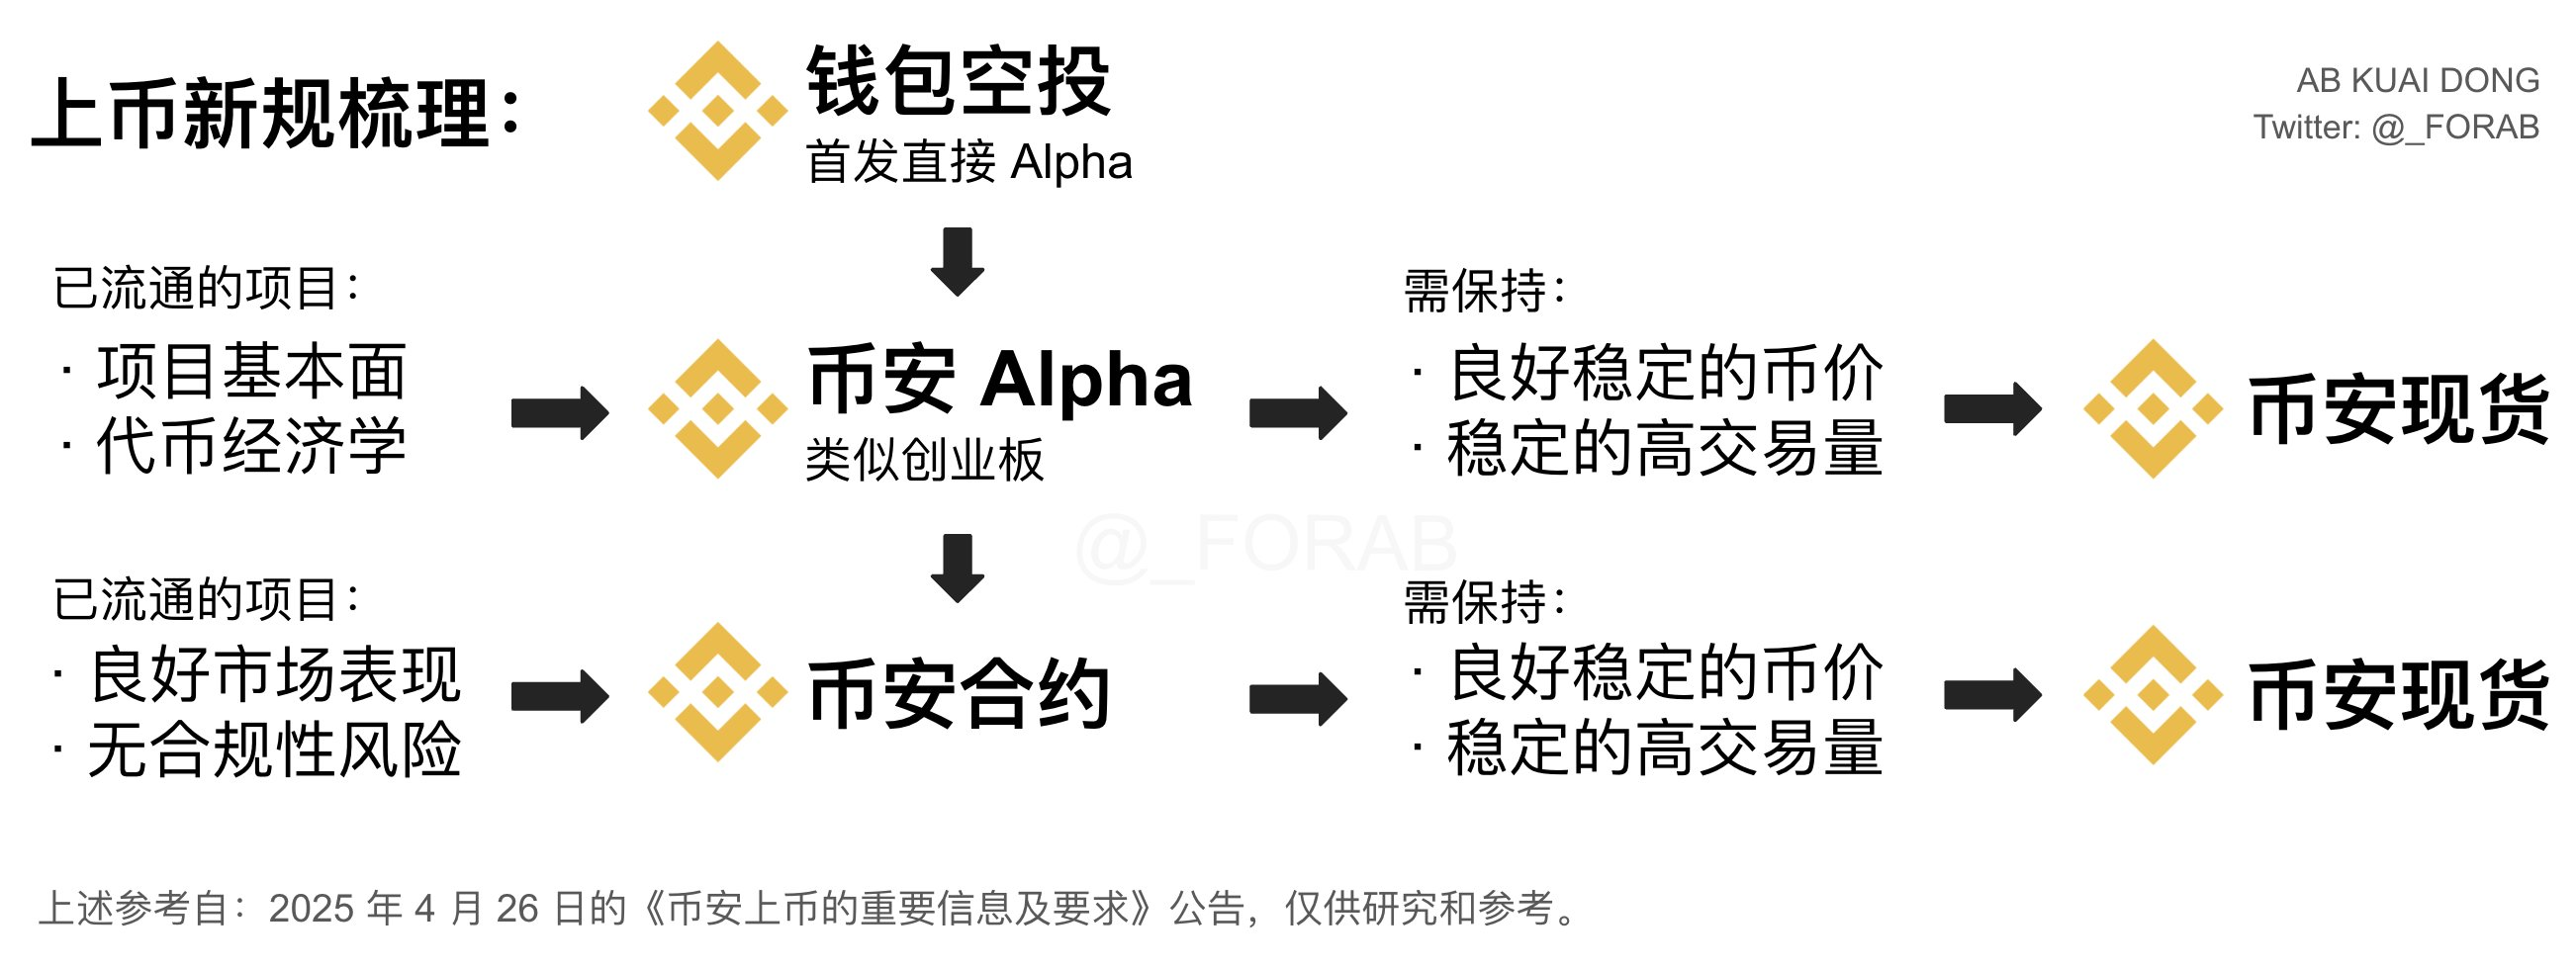 上币新规梳理：
钱包空投
首发直接 Alpha
AB KUAI DONG
Twitter: @_FORAB
已流通的项目：
· 项目基本面
· 代币经济学
币安 Alpha
类似创业板
需保持：
· 良好稳定的币价
· 稳定的高交易量
币安现货
@_FORAB
已流通的项目：
· 良好市场表现
· 无合规性风险
币安合约
需保持：
· 良好稳定的币价
· 稳定的高交易量
币安现货
上述参考自：2025 年 4 月 26 日的《币安上币的重要信息及要求》公告，仅供研究和参考。